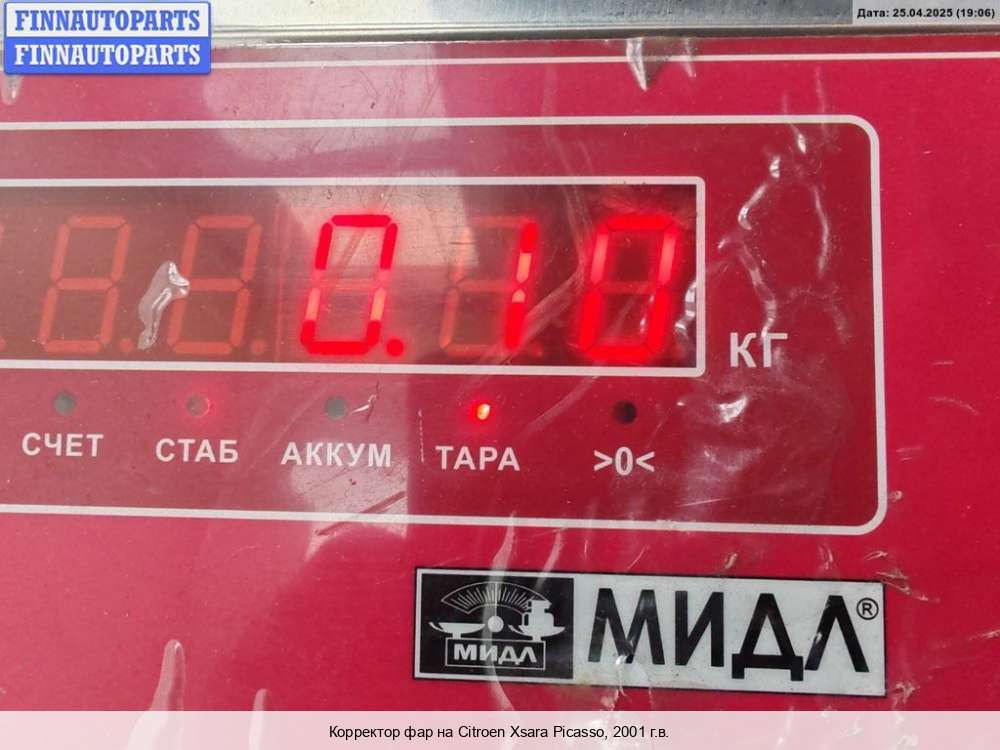 FINNAUTOPARTS
FINNAUTOPARTS
Дата: 25.04.2025 (19:06)
0.10
КГ
СЧЕТ СТАБ АККУМ ТАРА >0<
МИДЛ
МИДЛ®
Корректор фар на Citroen Xsara Picasso, 2001 г.в.